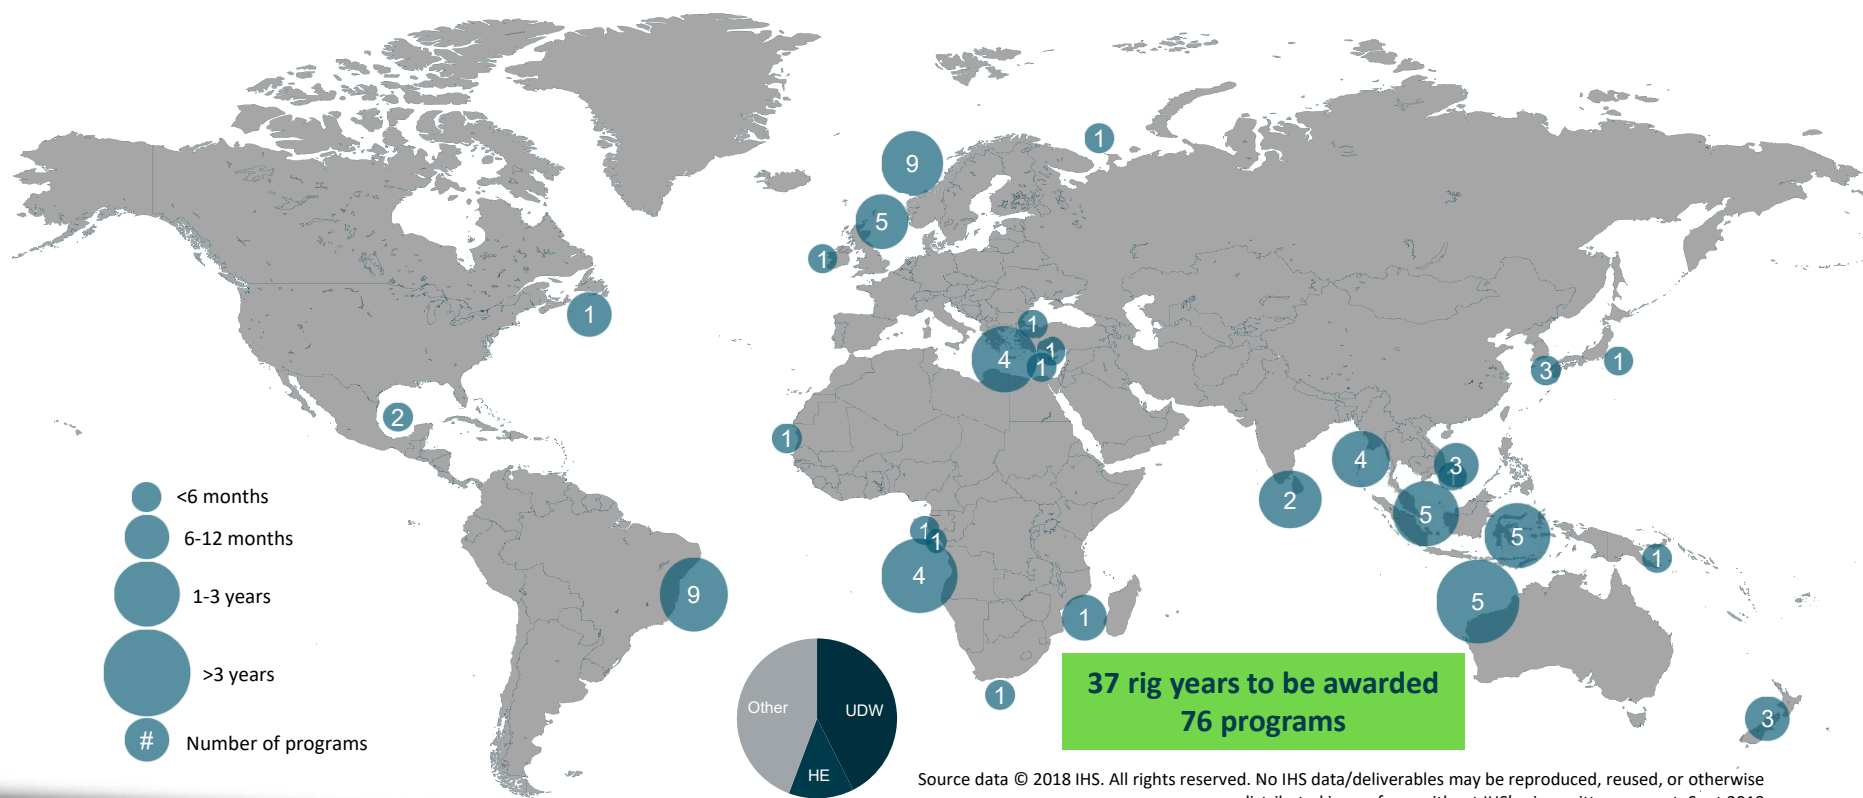 1
9
5
1
1
1
4
1
1
3
1
2
1
4
3
1
2
5
5
1
1
1
4
9
5
1
1
3
<6 months
6-12 months
1-3 years
>3 years
# Number of programs
Other
UDW
HE
37 rig years to be awarded
76 programs
Source data © 2018 IHS. All rights reserved. No IHS data/deliverables may be reproduced, reused, or otherwise